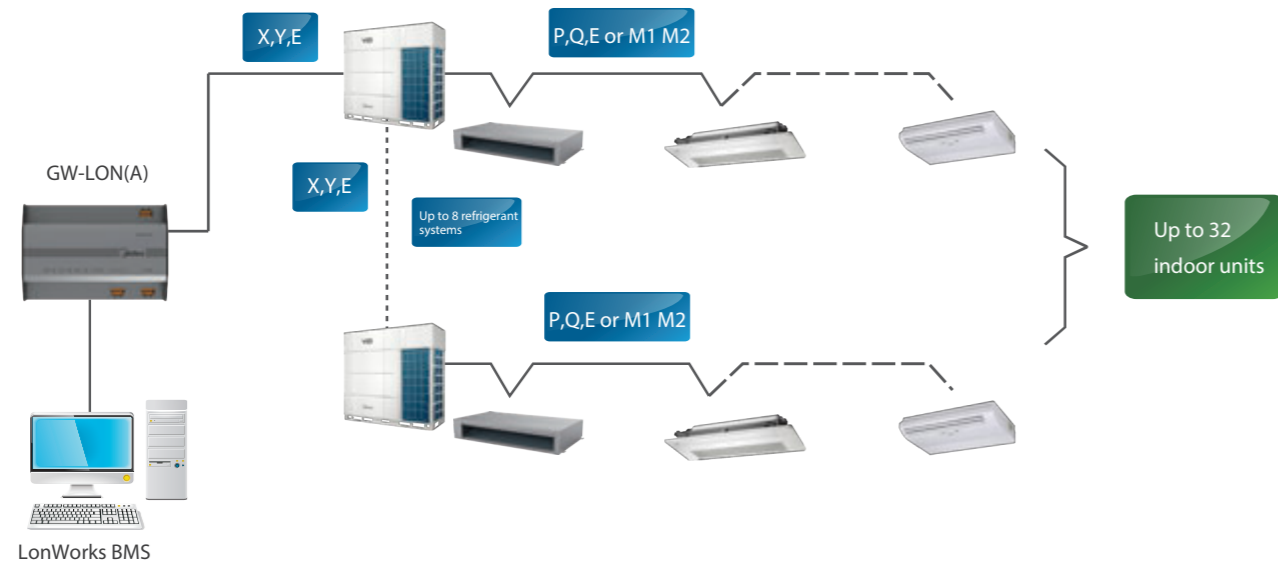 X,Y,E
P,Q,E or M1 M2
GW-LON(A)
X,Y,E
Up to 8 refrigerant
systems
Up to 32
indoor units
P,Q,E or M1 M2
LonWorks BMS